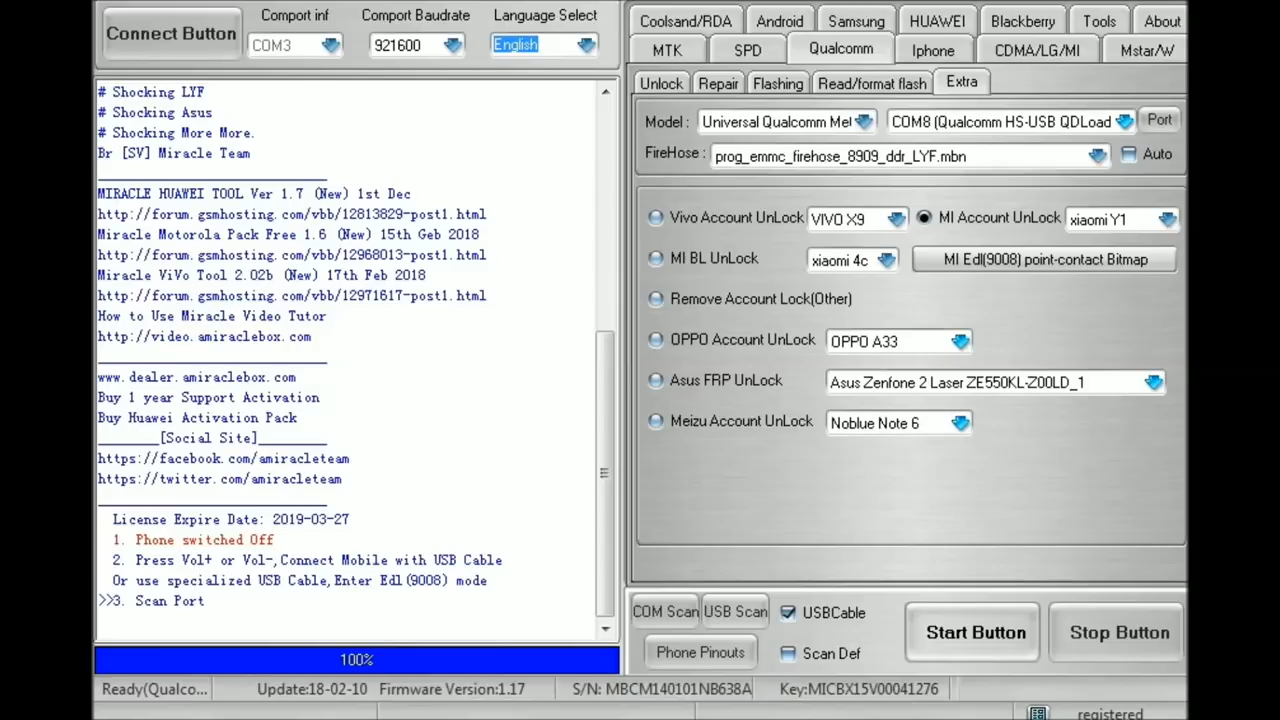 Connect Button
Comport inf
Comport Baudrate
Language Select
COM3
921600
English
# Shocking LYF
# Shocking Asus
# Shocking More More.
Br [SV] Miracle Team
MIRACLE HUAWEI TOOL Ver 1.7 (New) 1st Dec
http://forum.gsmhosting.com/vbb/12813829-post1.html
Miracle Motorola Pack Free 1.6 (New) 15th Geb 2018
http://forum.gsmhosting.com/vbb/12968013-post1.html
Miracle ViVo Tool 2.02b (New) 17th Feb 2018
http://forum.gsmhosting.com/vbb/12971617-post1.html
How to Use Miracle Video Tutor
http://video.amiraclebox.com
www.dealer.amiraclebox.com
Buy 1 year Support Activation
Buy Huawei Activation Pack
_______[Social Site]_________
https://facebook.com/amiracleteam
https://twitter.com/amiracleteam
License Expire Date: 2019-03-27
1. Phone switched Off
2. Press Vol+ or Vol-,Connect Mobile with USB Cable
Or use specialized USB Cable,Enter Edl(9008) mode
>>3. Scan Port
100%
Coolsand/RDA
Android
Samsung
HUAWEI
Blackberry
Tools
About
MTK
SPD
Qualcomm
Iphone
CDMA/LG/MI
Mstar/W
Unlock
Repair
Flashing
Read/format flash
Extra
Model :
Universal Qualcomm Met
COM8 (Qualcomm HS-USB QDLoad
Port
FireHose :
prog_emmc_firehose_8909_ddr_LYF.mbn
Auto
Vivo Account UnLock
VIVO X9
MI Account UnLock
xiaomi Y1
MI BL UnLock
xiaomi 4c
MI Edl(9008) point-contact Bitmap
Remove Account Lock(Other)
OPPO Account UnLock
OPPO A33
Asus FRP UnLock
Asus Zenfone 2 Laser ZE550KL-Z00LD_1
Meizu Account UnLock
Noblue Note 6
COM Scan
USB Scan
USBCable
Start Button
Stop Button
Phone Pinouts
Scan Def
Ready(Qualco...
Update:18-02-10
Firmware Version:1.17
S/N: MBCM140101NB638A
Key:MICBX15V00041276
registered